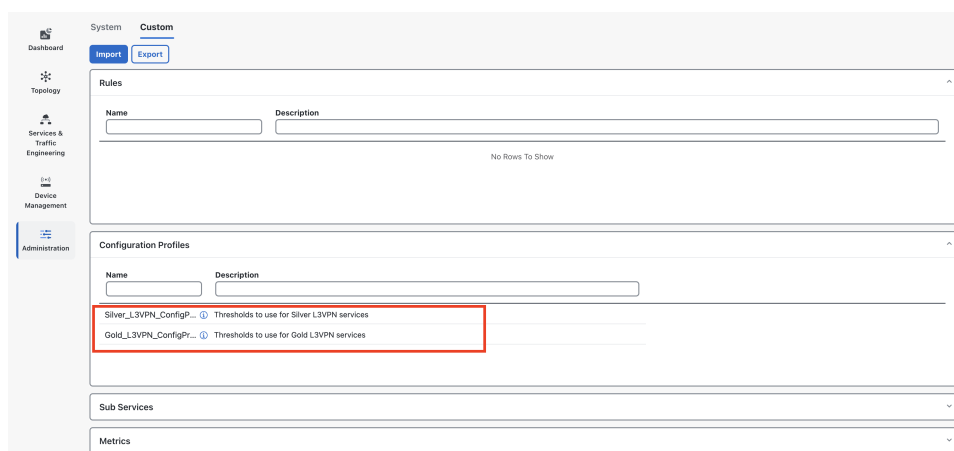 System Custom
Dashboard
Import Export
Topology
Rules
Name Description
Services &
Traffic
Engineering
No Rows To Show
Device
Management
Administration
Configuration Profiles
Name Description
Silver_L3VPN_ConfigP... Thresholds to use for Silver L3VPN services
Gold_L3VPN_ConfigPr... Thresholds to use for Gold L3VPN services
Sub Services
Metrics